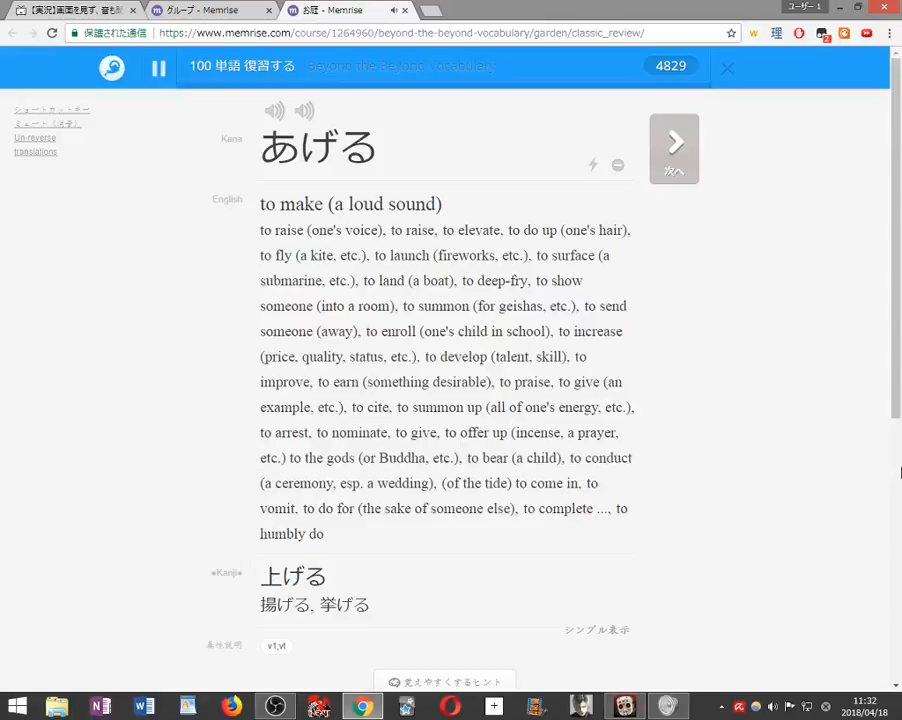 【実況】画面を見ず、音も
グループ - Memrise
お庭 - Memrise
ユーザー 1
保護された通信 | https://www.memrise.com/course/1264960/beyond-the-beyond-vocabulary/garden/classic_review/
100 単語 復習する
Beyond the Beyond Vocabulary
4829
ショートカットキー
ミュート (消音)
Un-reverse
translations
Kana
あげる
次へ
English
to make (a loud sound)
to raise (one's voice), to raise, to elevate, to do up (one's hair),
to fly (a kite, etc.), to launch (fireworks, etc.), to surface (a
submarine, etc.), to land (a boat), to deep-fry, to show
someone (into a room), to summon (for geishas, etc.), to send
someone (away), to enroll (one's child in school), to increase
(price, quality, status, etc.), to develop (talent, skill), to
improve, to earn (something desirable), to praise, to give (an
example, etc.), to cite, to summon up (all of one's energy, etc.),
to arrest, to nominate, to give, to offer up (incense, a prayer,
etc.) to the gods (or Buddha, etc.), to bear (a child), to conduct
(a ceremony, esp. a wedding), (of the tide) to come in, to
vomit, to do for (the sake of someone else), to complete ..., to
humbly do
●Kanji●
上げる
揚げる, 挙げる
シンプル表示
v1;vt
覚えやすくするヒント
11:32
2018/04/18